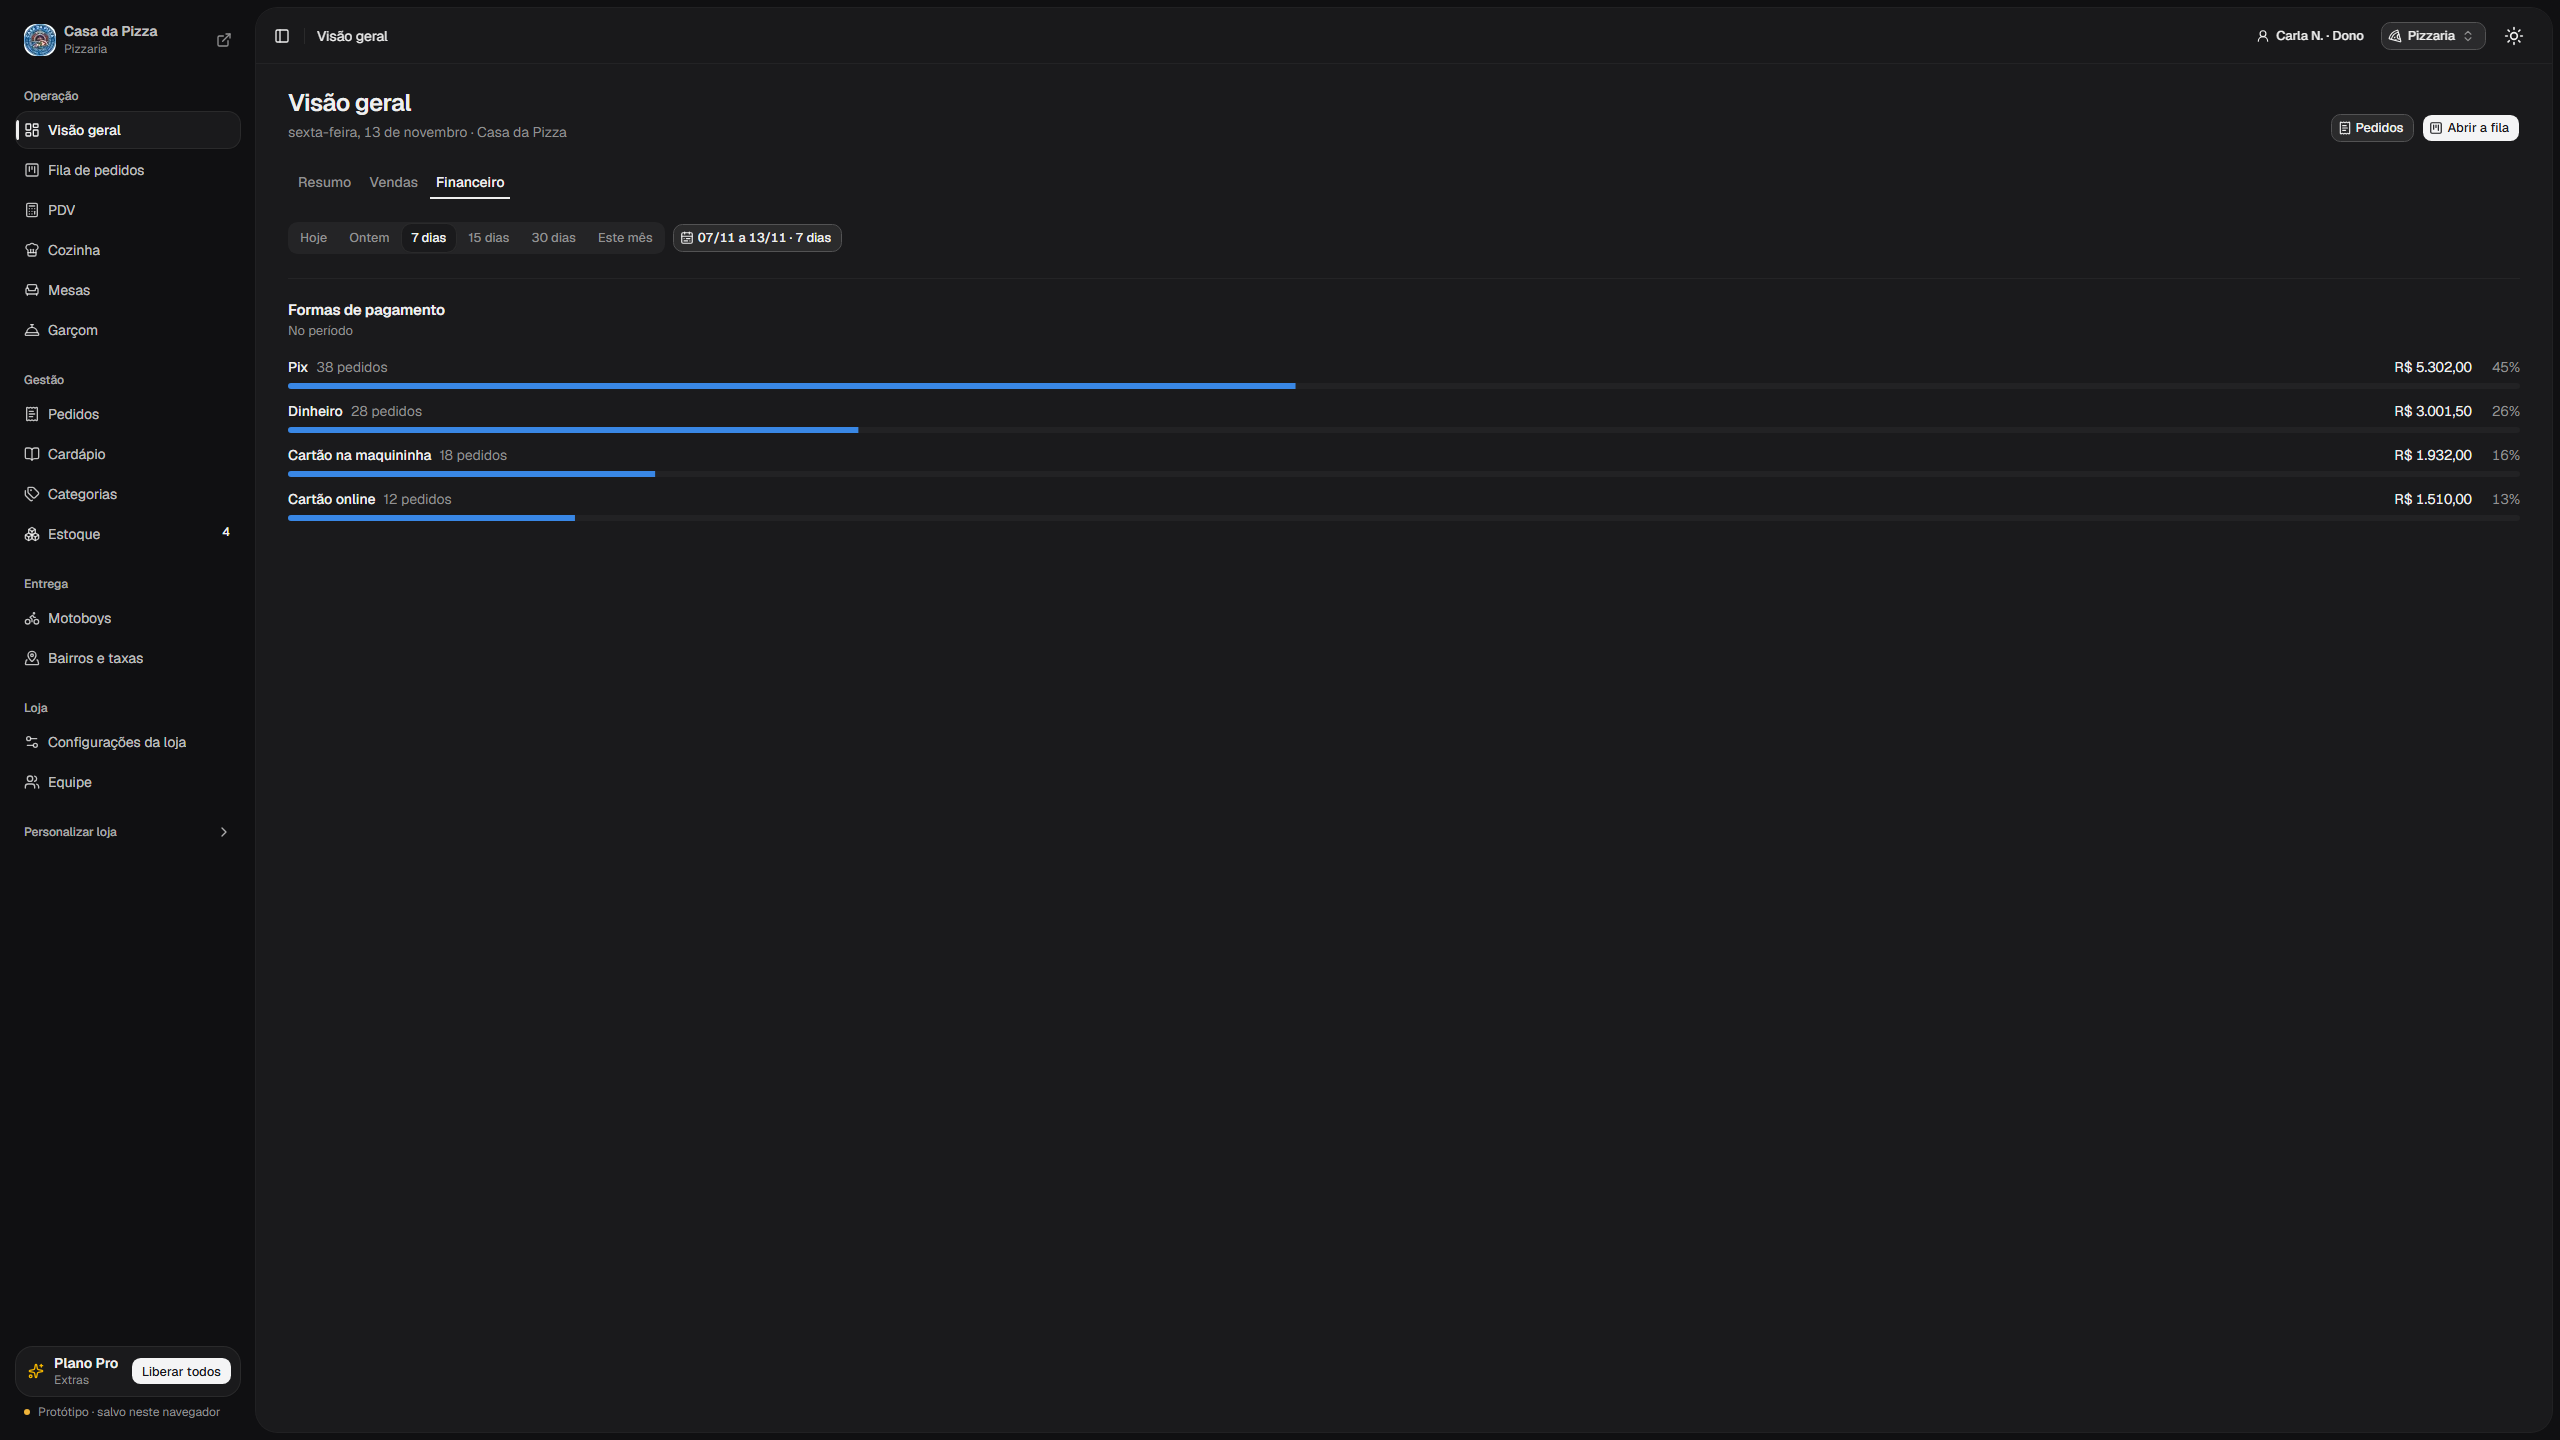 Casa da Pizza
Pizzaria
Operação
Visão geral
Fila de pedidos
PDV
Cozinha
Mesas
Garçom
Gestão
Pedidos
Cardápio
Categorias
Estoque 4
Entrega
Motoboys
Bairros e taxas
Loja
Configurações da loja
Equipe
Personalizar loja
Plano Pro
Extras
Liberar todos
Protótipo · salvo neste navegador
Visão geral
Carla N. · Dono
Pizzaria
Visão geral
sexta-feira, 13 de novembro · Casa da Pizza
Pedidos
Abrir a fila
Resumo Vendas Financeiro
Hoje Ontem 7 dias 15 dias 30 dias Este mês 07/11 a 13/11 · 7 dias
Formas de pagamento
No período
Pix 38 pedidos R$ 5.302,00 45%
Dinheiro 28 pedidos R$ 3.001,50 26%
Cartão na maquininha 18 pedidos R$ 1.932,00 16%
Cartão online 12 pedidos R$ 1.510,00 13%